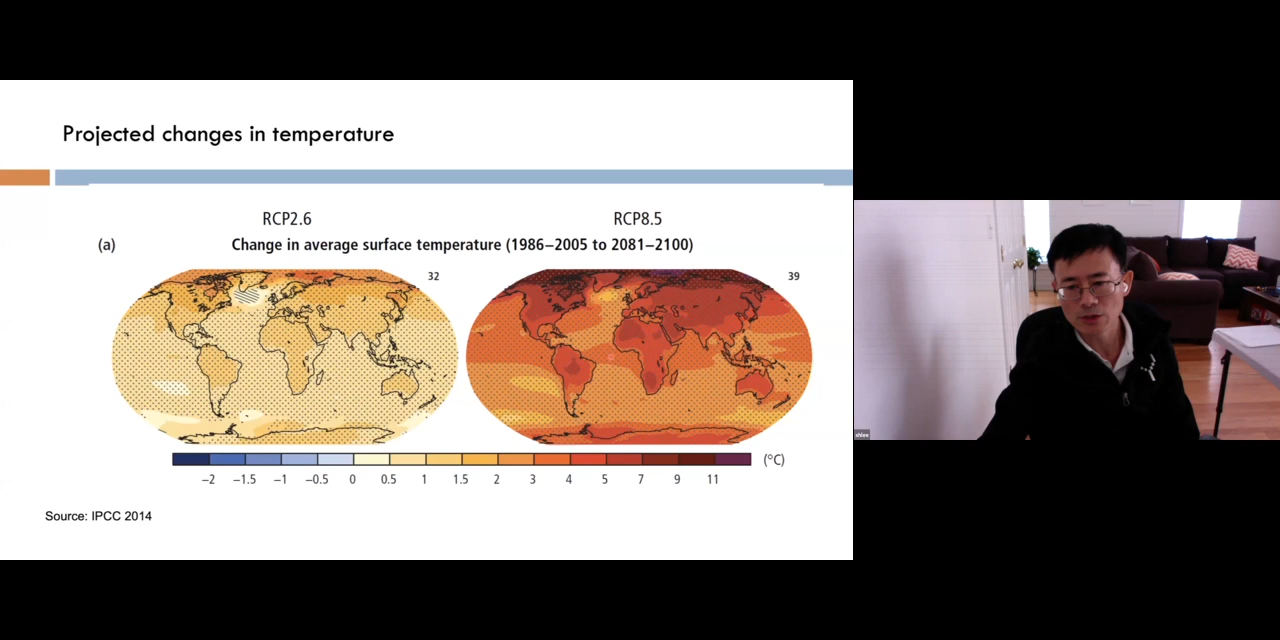 Projected changes in temperature
RCP2.6 RCP8.5
(a) Change in average surface temperature (1986−2005 to 2081−2100)
32 39
−2 −1.5 −1 −0.5 0 0.5 1 1.5 2 3 4 5 7 9 11 (°C)
Source: IPCC 2014